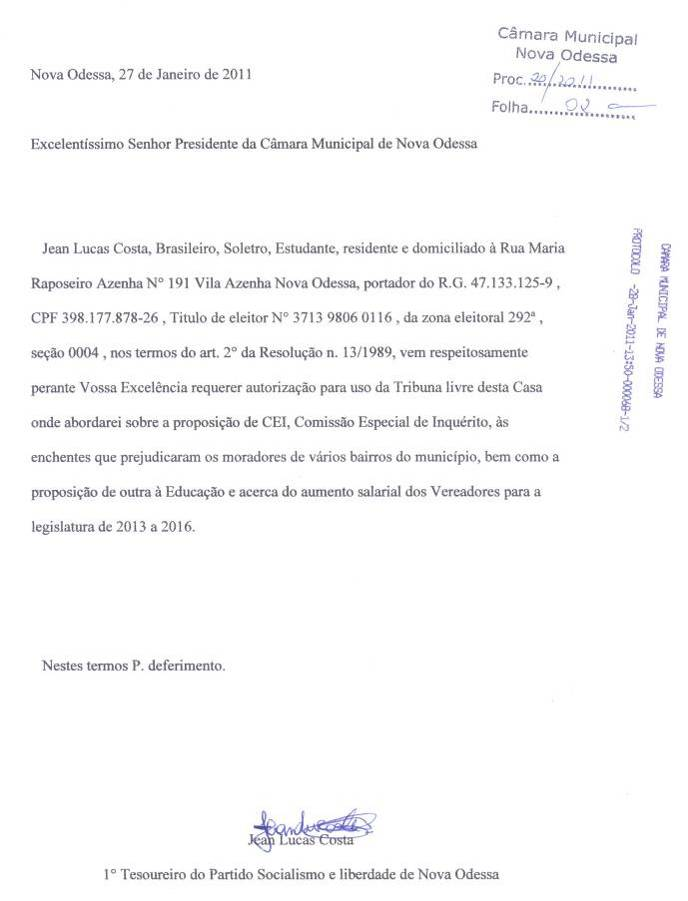 Câmara Municipal
Nova Odessa
Proc. 20/2011
Folha 02
Nova Odessa, 27 de Janeiro de 2011
Excelentíssimo Senhor Presidente da Câmara Municipal de Nova Odessa
Jean Lucas Costa, Brasileiro, Soletro, Estudante, residente e domiciliado à Rua Maria
Raposeiro Azenha N° 191 Vila Azenha Nova Odessa, portador do R.G. 47.133.125-9 ,
CPF 398.177.878-26 , Titulo de eleitor N° 3713 9806 0116 , da zona eleitoral 292ª ,
seção 0004 , nos termos do art. 2° da Resolução n. 13/1989, vem respeitosamente
perante Vossa Excelência requerer autorização para uso da Tribuna livre desta Casa
onde abordarei sobre a proposição de CEI, Comissão Especial de Inquérito, às
enchentes que prejudicaram os moradores de vários bairros do município, bem como a
proposição de outra à Educação e acerca do aumento salarial dos Vereadores para a
legislatura de 2013 a 2016.
CAMARA MUNICIPAL DE NOVA ODESSA
PROTOCOLO -28-Jan-2011-13:50-000068-1/2
Nestes termos P. deferimento.
Jean Lucas Costa
1° Tesoureiro do Partido Socialismo e liberdade de Nova Odessa